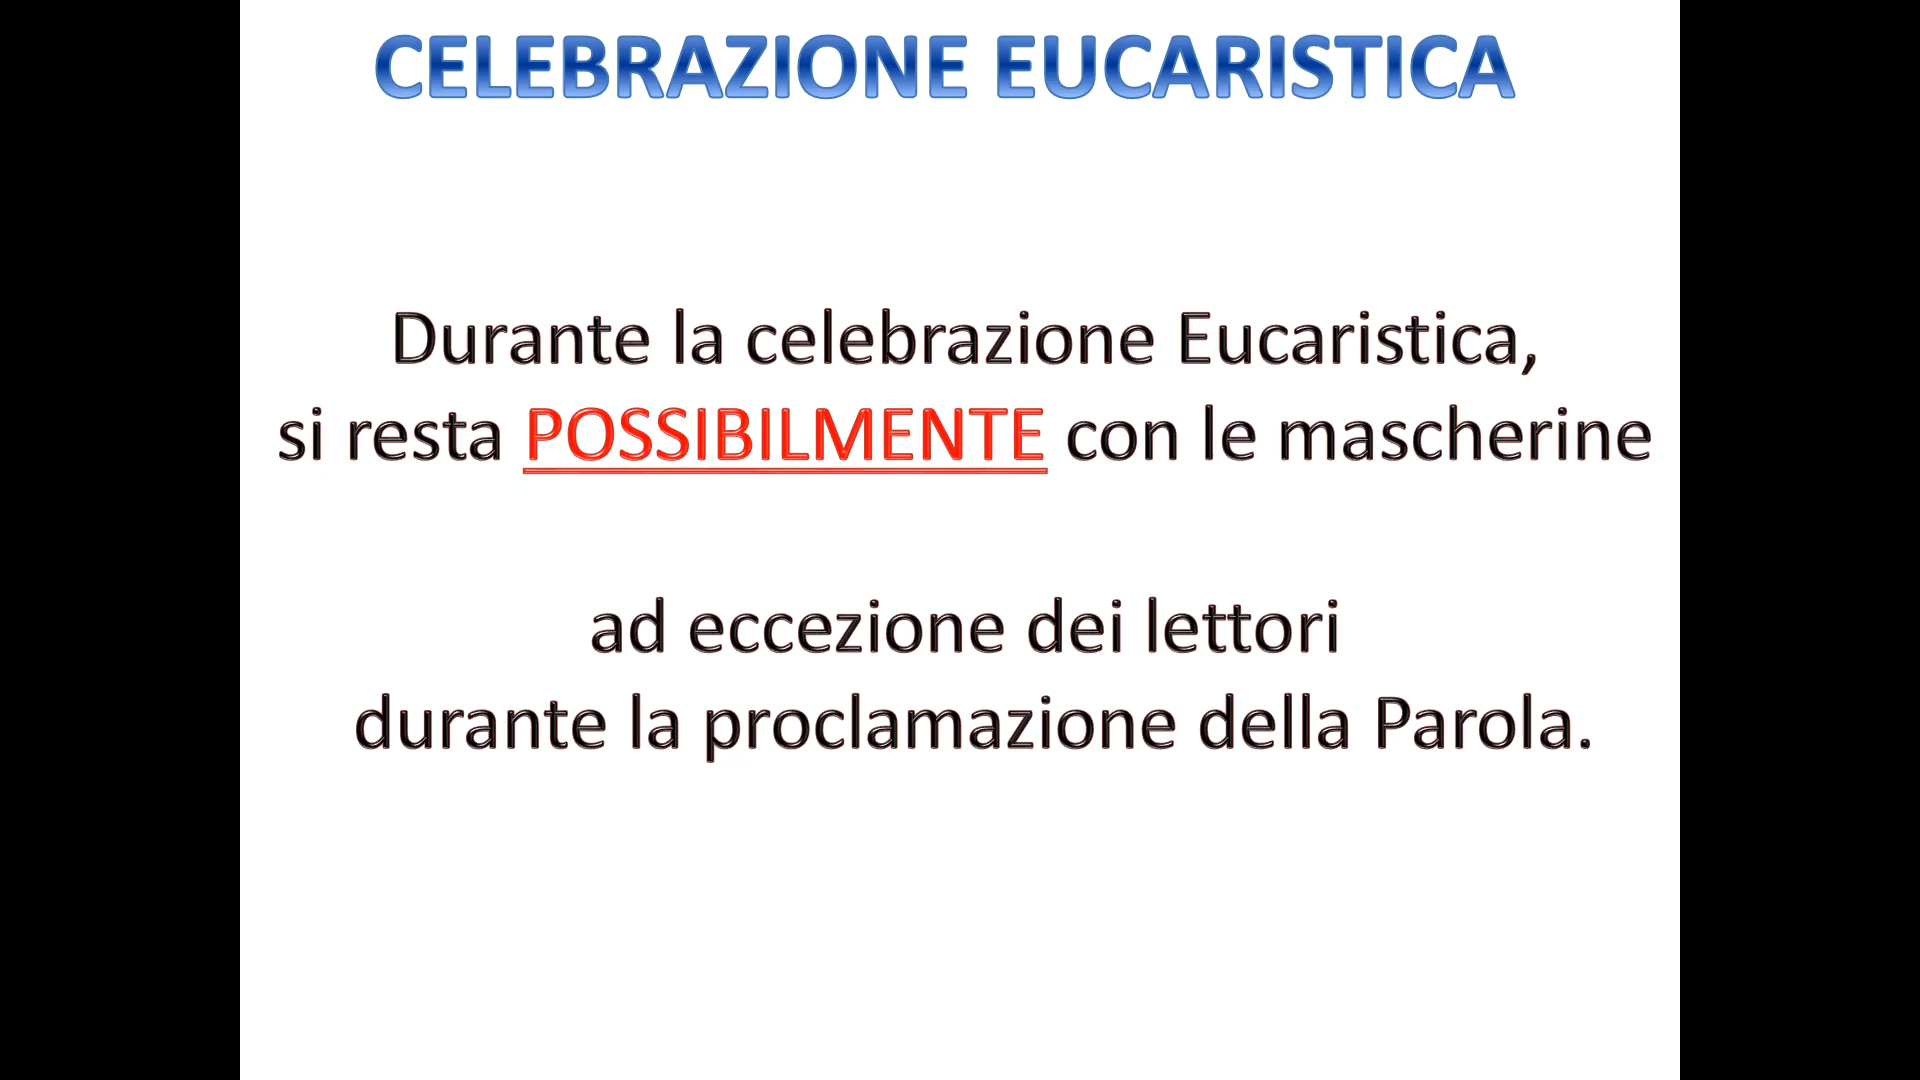 CELEBRAZIONE EUCARISTICA
Durante la celebrazione Eucaristica,
si resta POSSIBILMENTE con le mascherine
ad eccezione dei lettori
durante la proclamazione della Parola.